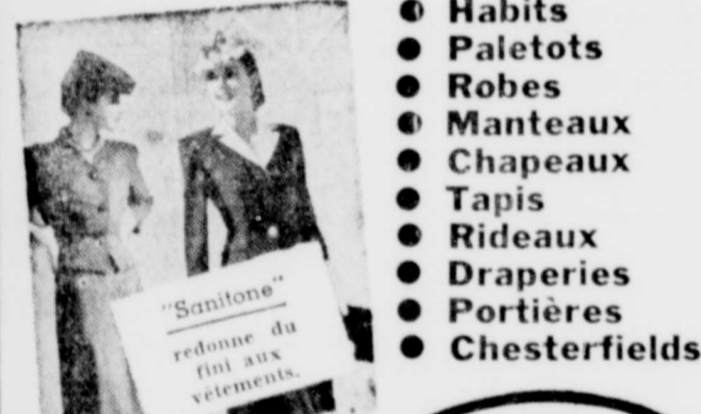 Habits
Paletots
Robes
Manteaux
Chapeaux
Tapis
Rideaux
Draperies
Portières
Chesterfields
"Sanitone"
redonne du
fini aux
vêtements.